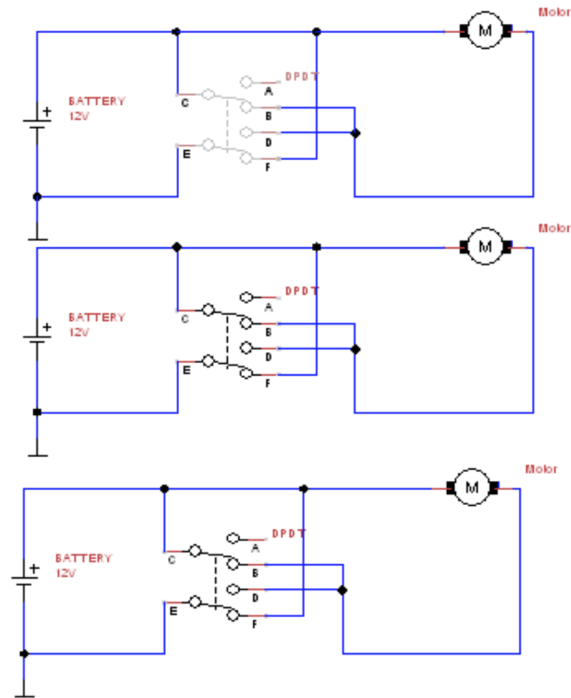 Motor
M
DPDT
A
+
BATTERY
12V
C
B
D
E
F
Motor
M
DPDT
A
+
BATTERY
12V
C
B
D
E
F
Motor
M
DPDT
A
+
BATTERY
12V
C
B
D
E
F